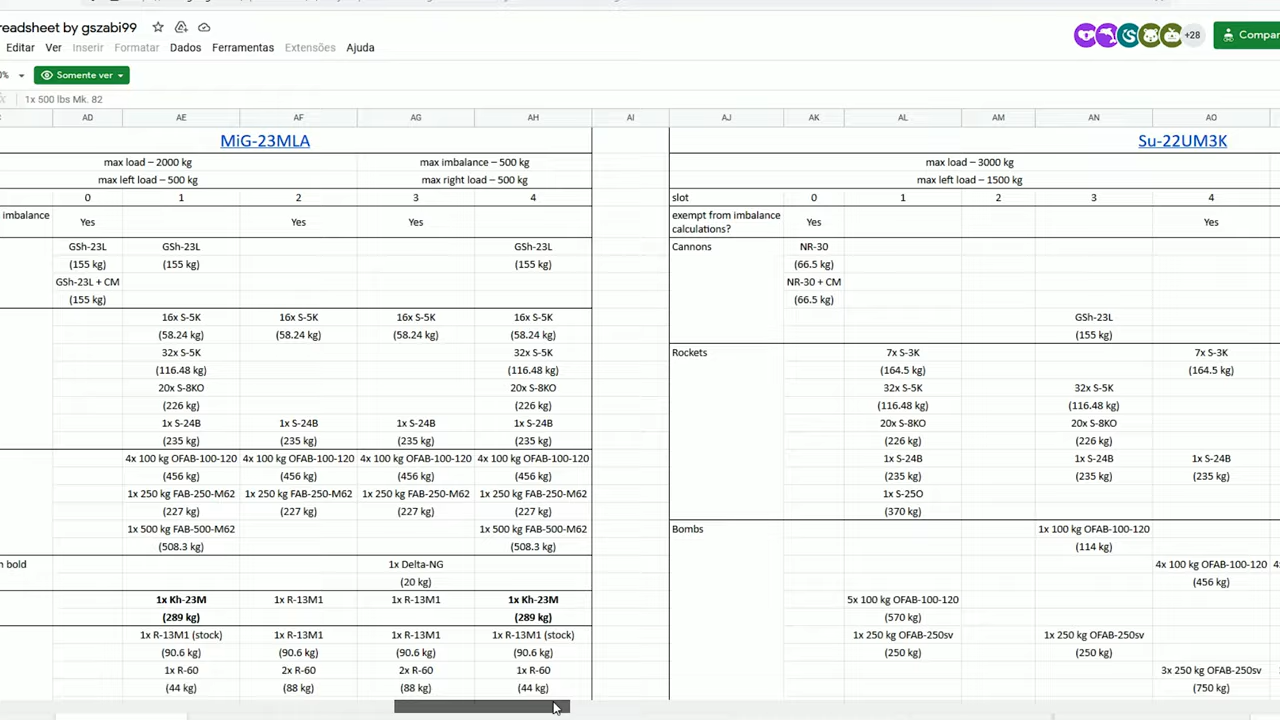 readsheet by gszabi99
+28
Compar
Editar Ver Inserir Formatar Dados Ferramentas Extensões Ajuda
0% Somente ver
1x 500 lbs Mk. 82
AD AE AF AG AH AI AJ AK AL AM AN AO
MiG-23MLA Su-22UM3K
max load – 2000 kg max imbalance – 500 kg max load – 3000 kg
max left load – 500 kg max right load – 500 kg max left load – 1500 kg
0 1 2 3 4 slot 0 1 2 3 4
imbalance Yes Yes Yes exempt from imbalance calculations? Yes Yes
GSh-23L GSh-23L GSh-23L Cannons NR-30
(155 kg) (155 kg) (155 kg) (66.5 kg)
GSh-23L + CM NR-30 + CM
(155 kg) (66.5 kg)
16x S-5K 16x S-5K 16x S-5K 16x S-5K GSh-23L
(58.24 kg) (58.24 kg) (58.24 kg) (58.24 kg) (155 kg)
32x S-5K 32x S-5K Rockets 7x S-3K 7x S-3K
(116.48 kg) (116.48 kg) (164.5 kg) (164.5 kg)
20x S-8KO 20x S-8KO 32x S-5K 32x S-5K
(226 kg) (226 kg) (116.48 kg) (116.48 kg)
1x S-24B 1x S-24B 1x S-24B 1x S-24B 20x S-8KO 20x S-8KO
(235 kg) (235 kg) (235 kg) (235 kg) (226 kg) (226 kg)
4x 100 kg OFAB-100-120 4x 100 kg OFAB-100-120 4x 100 kg OFAB-100-120 4x 100 kg OFAB-100-120 1x S-24B 1x S-24B 1x S-24B
(456 kg) (456 kg) (456 kg) (456 kg) (235 kg) (235 kg) (235 kg)
1x 250 kg FAB-250-M62 1x 250 kg FAB-250-M62 1x 250 kg FAB-250-M62 1x 250 kg FAB-250-M62 1x S-25O
(227 kg) (227 kg) (227 kg) (227 kg) (370 kg)
1x 500 kg FAB-500-M62 1x 500 kg FAB-500-M62 Bombs 1x 100 kg OFAB-100-120
(508.3 kg) (508.3 kg) (114 kg)
n bold 1x Delta-NG 4x 100 kg OFAB-100-120 4x
(20 kg) (456 kg)
1x Kh-23M 1x R-13M1 1x R-13M1 1x Kh-23M 5x 100 kg OFAB-100-120
(289 kg) (289 kg) (570 kg)
1x R-13M1 (stock) 1x R-13M1 1x R-13M1 1x R-13M1 (stock) 1x 250 kg OFAB-250sv 1x 250 kg OFAB-250sv
(90.6 kg) (90.6 kg) (90.6 kg) (90.6 kg) (250 kg) (250 kg)
1x R-60 2x R-60 2x R-60 1x R-60 3x 250 kg OFAB-250sv
(44 kg) (88 kg) (88 kg) (44 kg) (750 kg)